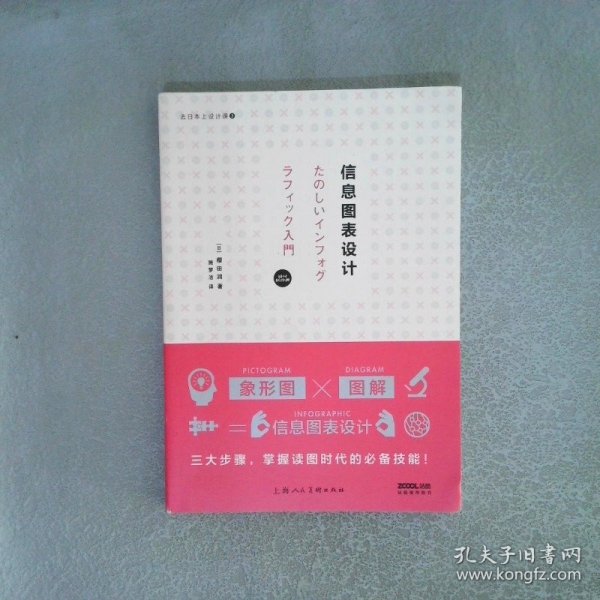 去日本上设计课3
信息图表设计
たのしいインフォグ
ラフィック入門
[日]樱田润 著
施梦洁 译
PICTOGRAM
DIAGRAM
象形图×图解
INFOGRAPHIC
=信息图表设计
三大步骤，掌握读图时代的必备技能！
上海人民美术出版社
ZCOOL站酷
孔夫子旧书网
www.kongfz.com